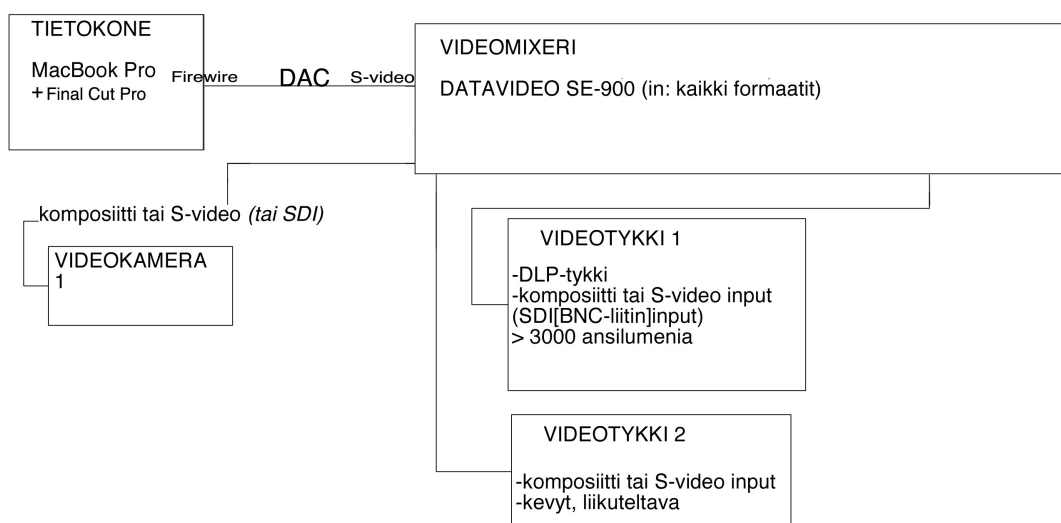 TIETOKONE
MacBook Pro
+ Final Cut Pro
Firewire DAC S-video
VIDEOMIXERI
DATAVIDEO SE-900 (in: kaikki formaatit)
komposiitti tai S-video (tai SDI)
VIDEOKAMERA
1
VIDEOTYKKI 1
-DLP-tykki
-komposiitti tai S-video input
(SDI[BNC-liitin]input)
> 3000 ansilumenia
VIDEOTYKKI 2
-komposiitti tai S-video input
-kevyt, liikuteltava